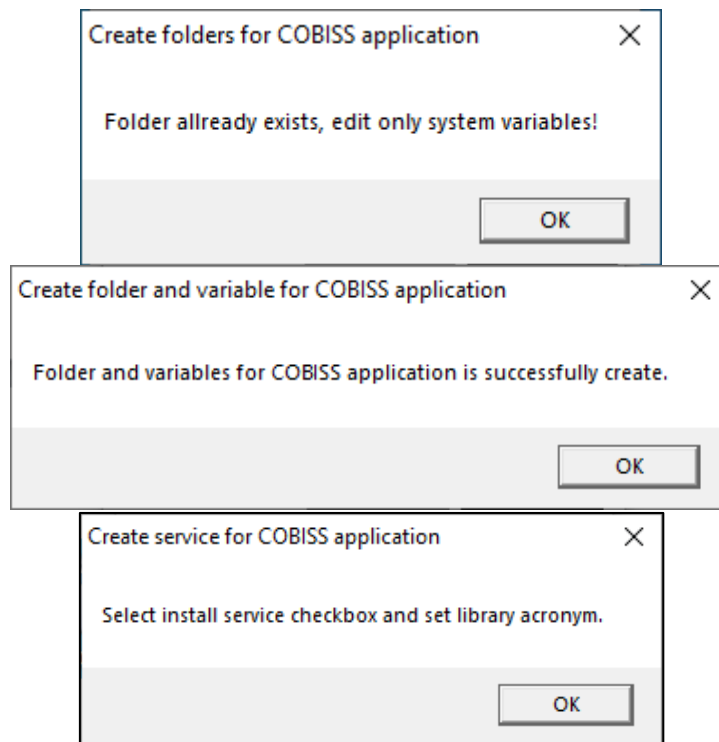 Create folders for COBISS application
Folder allready exists, edit only system variables!
OK
Create folder and variable for COBISS application
Folder and variables for COBISS application is successfully create.
OK
Create service for COBISS application
Select install service checkbox and set library acronym.
OK